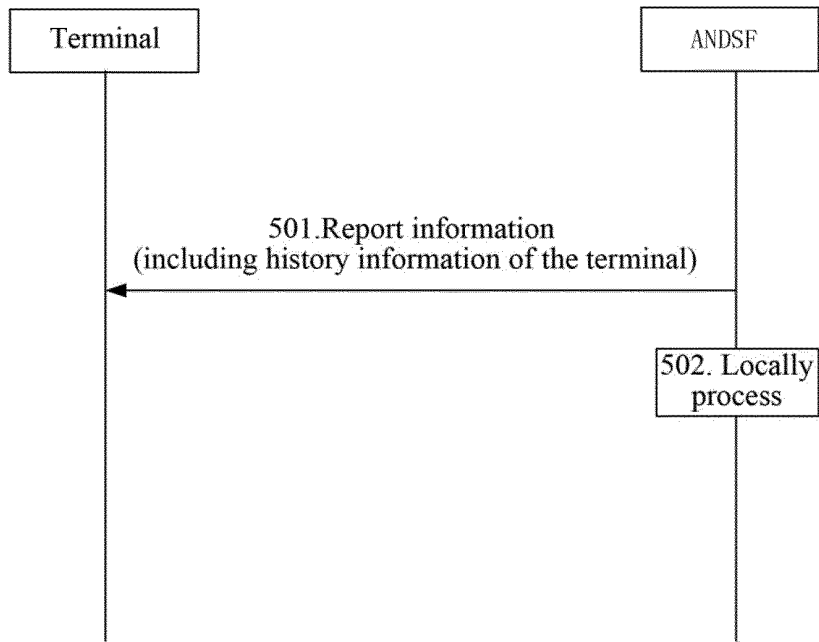 Terminal
ANDSF
501.Report information
(including history information of the terminal)
502. Locally
process